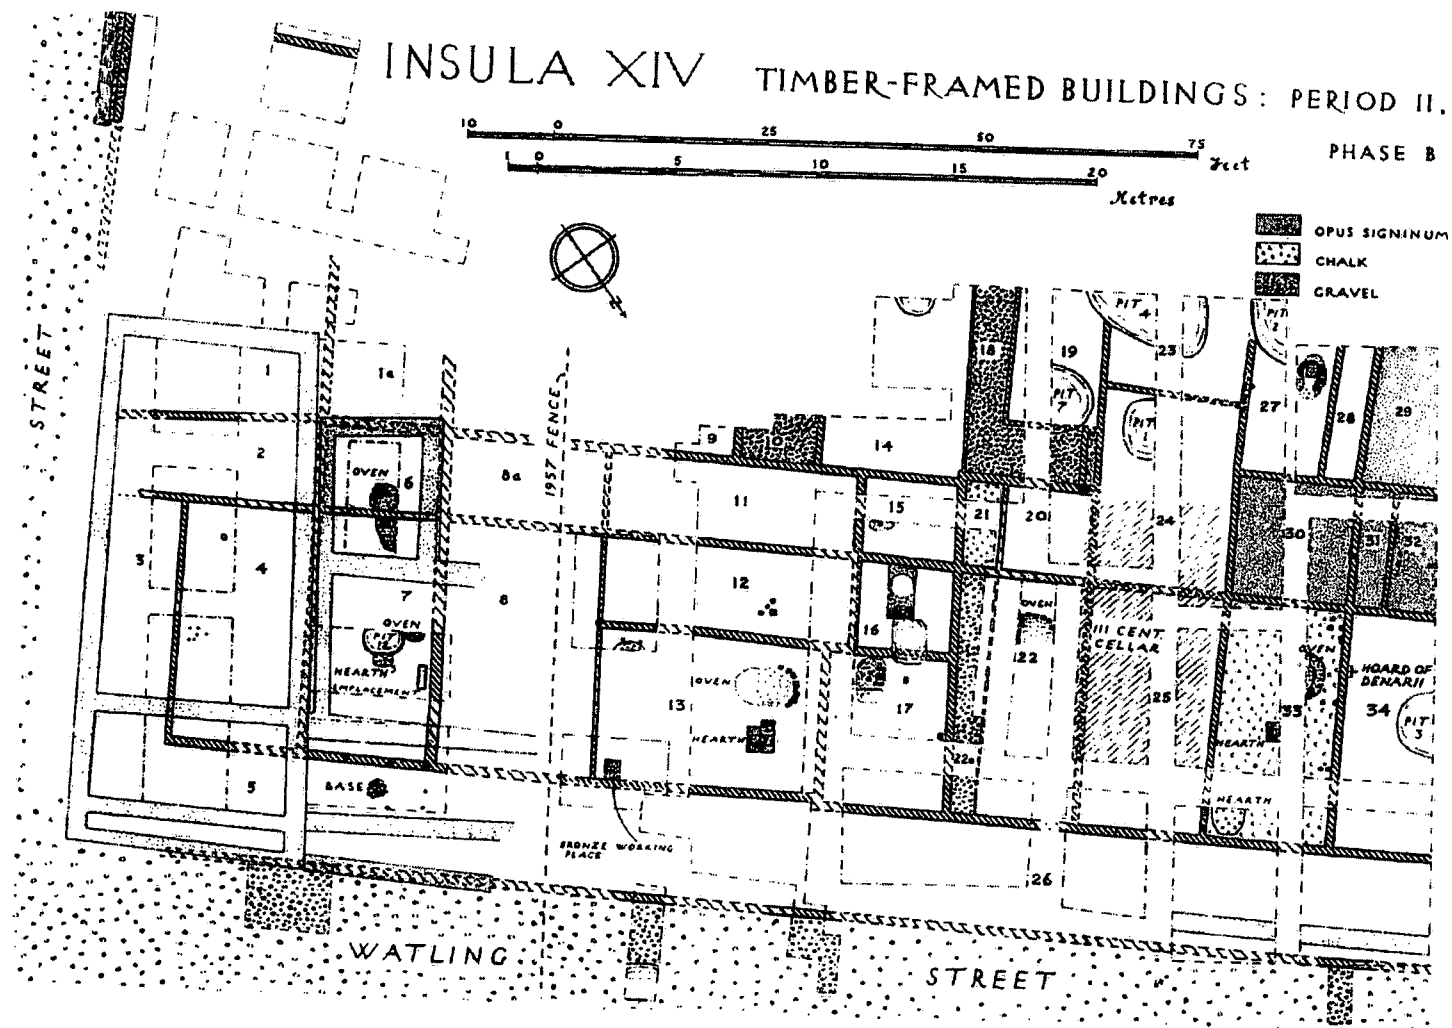 INSULA XIV TIMBER-FRAMED BUILDINGS: PERIOD II.
PHASE B
10 0 25 50 75 Feet
1 0 5 10 15 20
Metres
OPUS SIGNINUM
CHALK
GRAVEL
N
STREET
1
1a
2
3
4
5
OVEN 6
7
OVEN
PIT 12
HEARTH
EMPLACEMENT
BASE
8
8a
1957 FENCE
9
10
11
12
13
OVEN
HEARTH
BRONZE WORKING
PLACE
14
15
16
17
18
19
PIT 7
PIT 4
20
21
22
OVEN
22a
23
PIT 1
24
III CENT.
CELLAR
25
26
PIT 2
27
28
29
30
31
32
OVEN
33
HEARTH
HEARTH
HOARD OF
DENARII
34
PIT 3
WATLING STREET